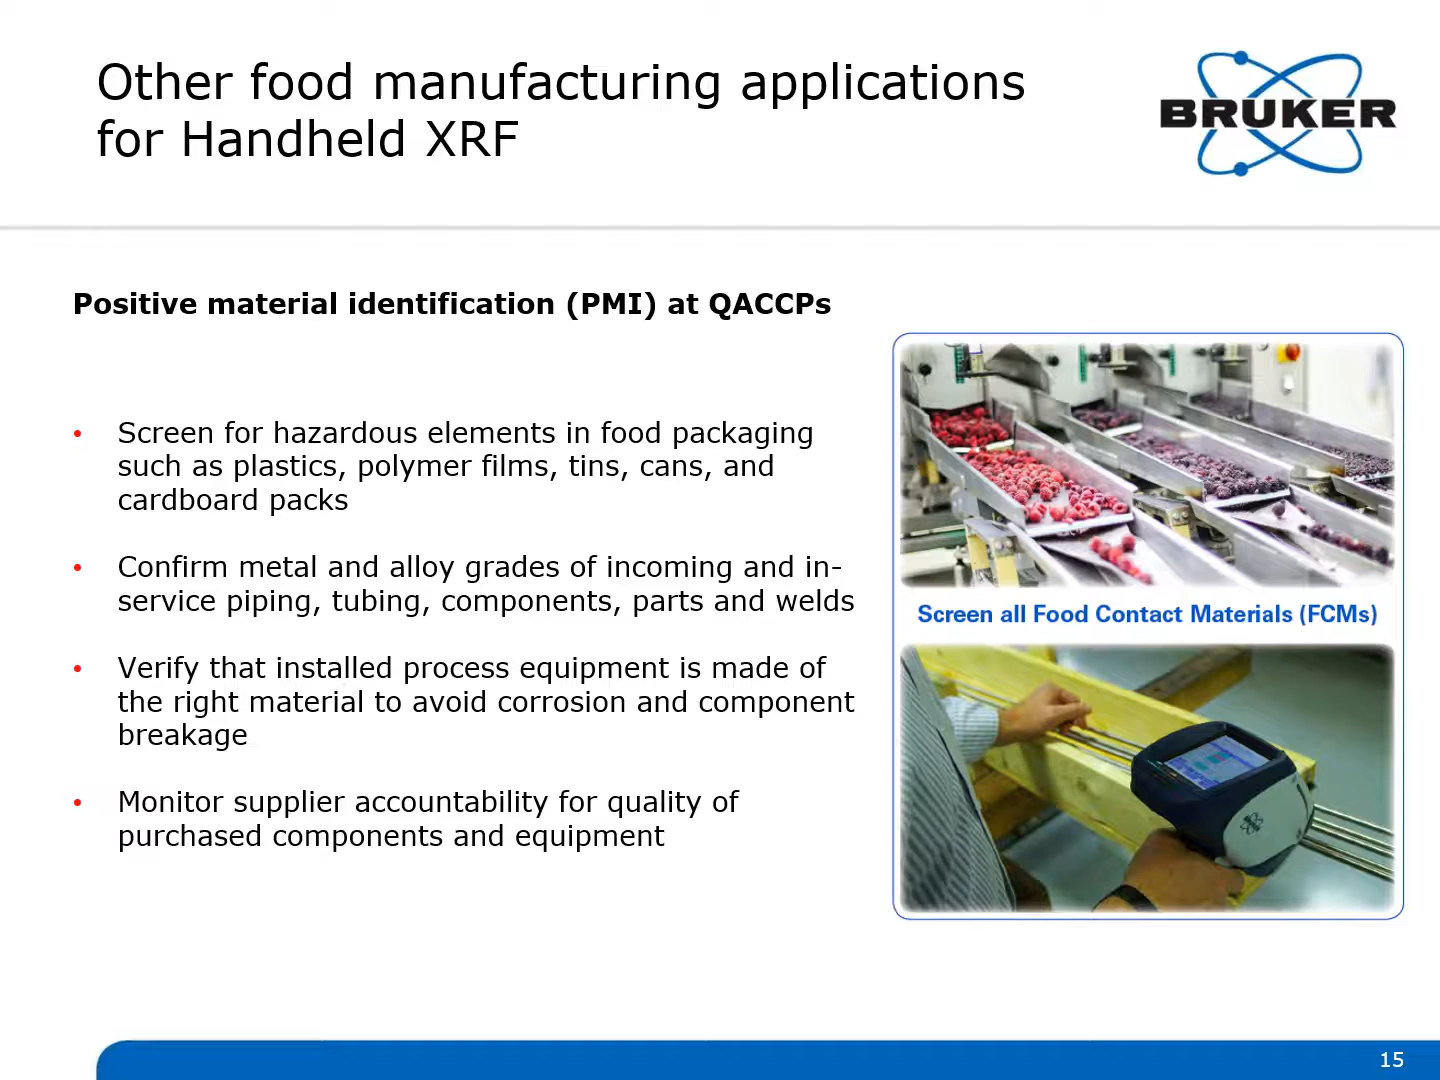 Other food manufacturing applications
for Handheld XRF
BRUKER
Positive material identification (PMI) at QACCPs
• Screen for hazardous elements in food packaging
such as plastics, polymer films, tins, cans, and
cardboard packs
• Confirm metal and alloy grades of incoming and in-
service piping, tubing, components, parts and welds
• Verify that installed process equipment is made of
the right material to avoid corrosion and component
breakage
• Monitor supplier accountability for quality of
purchased components and equipment
Screen all Food Contact Materials (FCMs)
BRUKER
15